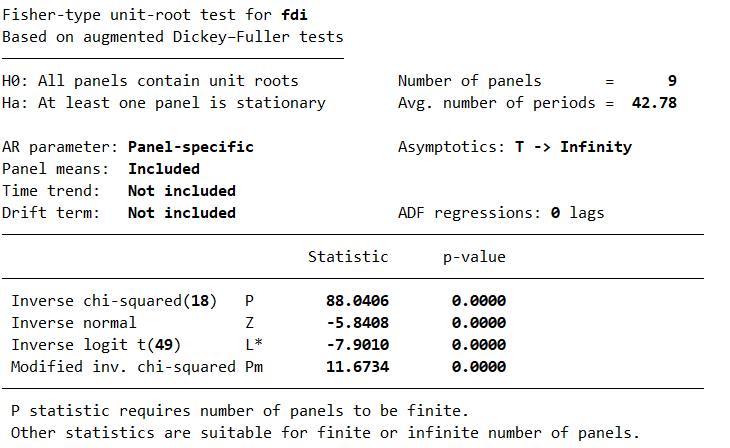 Fisher-type unit-root test for fdi
Based on augmented Dickey–Fuller tests
H0: All panels contain unit roots Number of panels = 9
Ha: At least one panel is stationary Avg. number of periods = 42.78
AR parameter: Panel-specific Asymptotics: T -> Infinity
Panel means: Included
Time trend: Not included
Drift term: Not included ADF regressions: 0 lags
Statistic p-value
Inverse chi-squared(18) P 88.0406 0.0000
Inverse normal Z -5.8408 0.0000
Inverse logit t(49) L* -7.9010 0.0000
Modified inv. chi-squared Pm 11.6734 0.0000
P statistic requires number of panels to be finite.
Other statistics are suitable for finite or infinite number of panels.